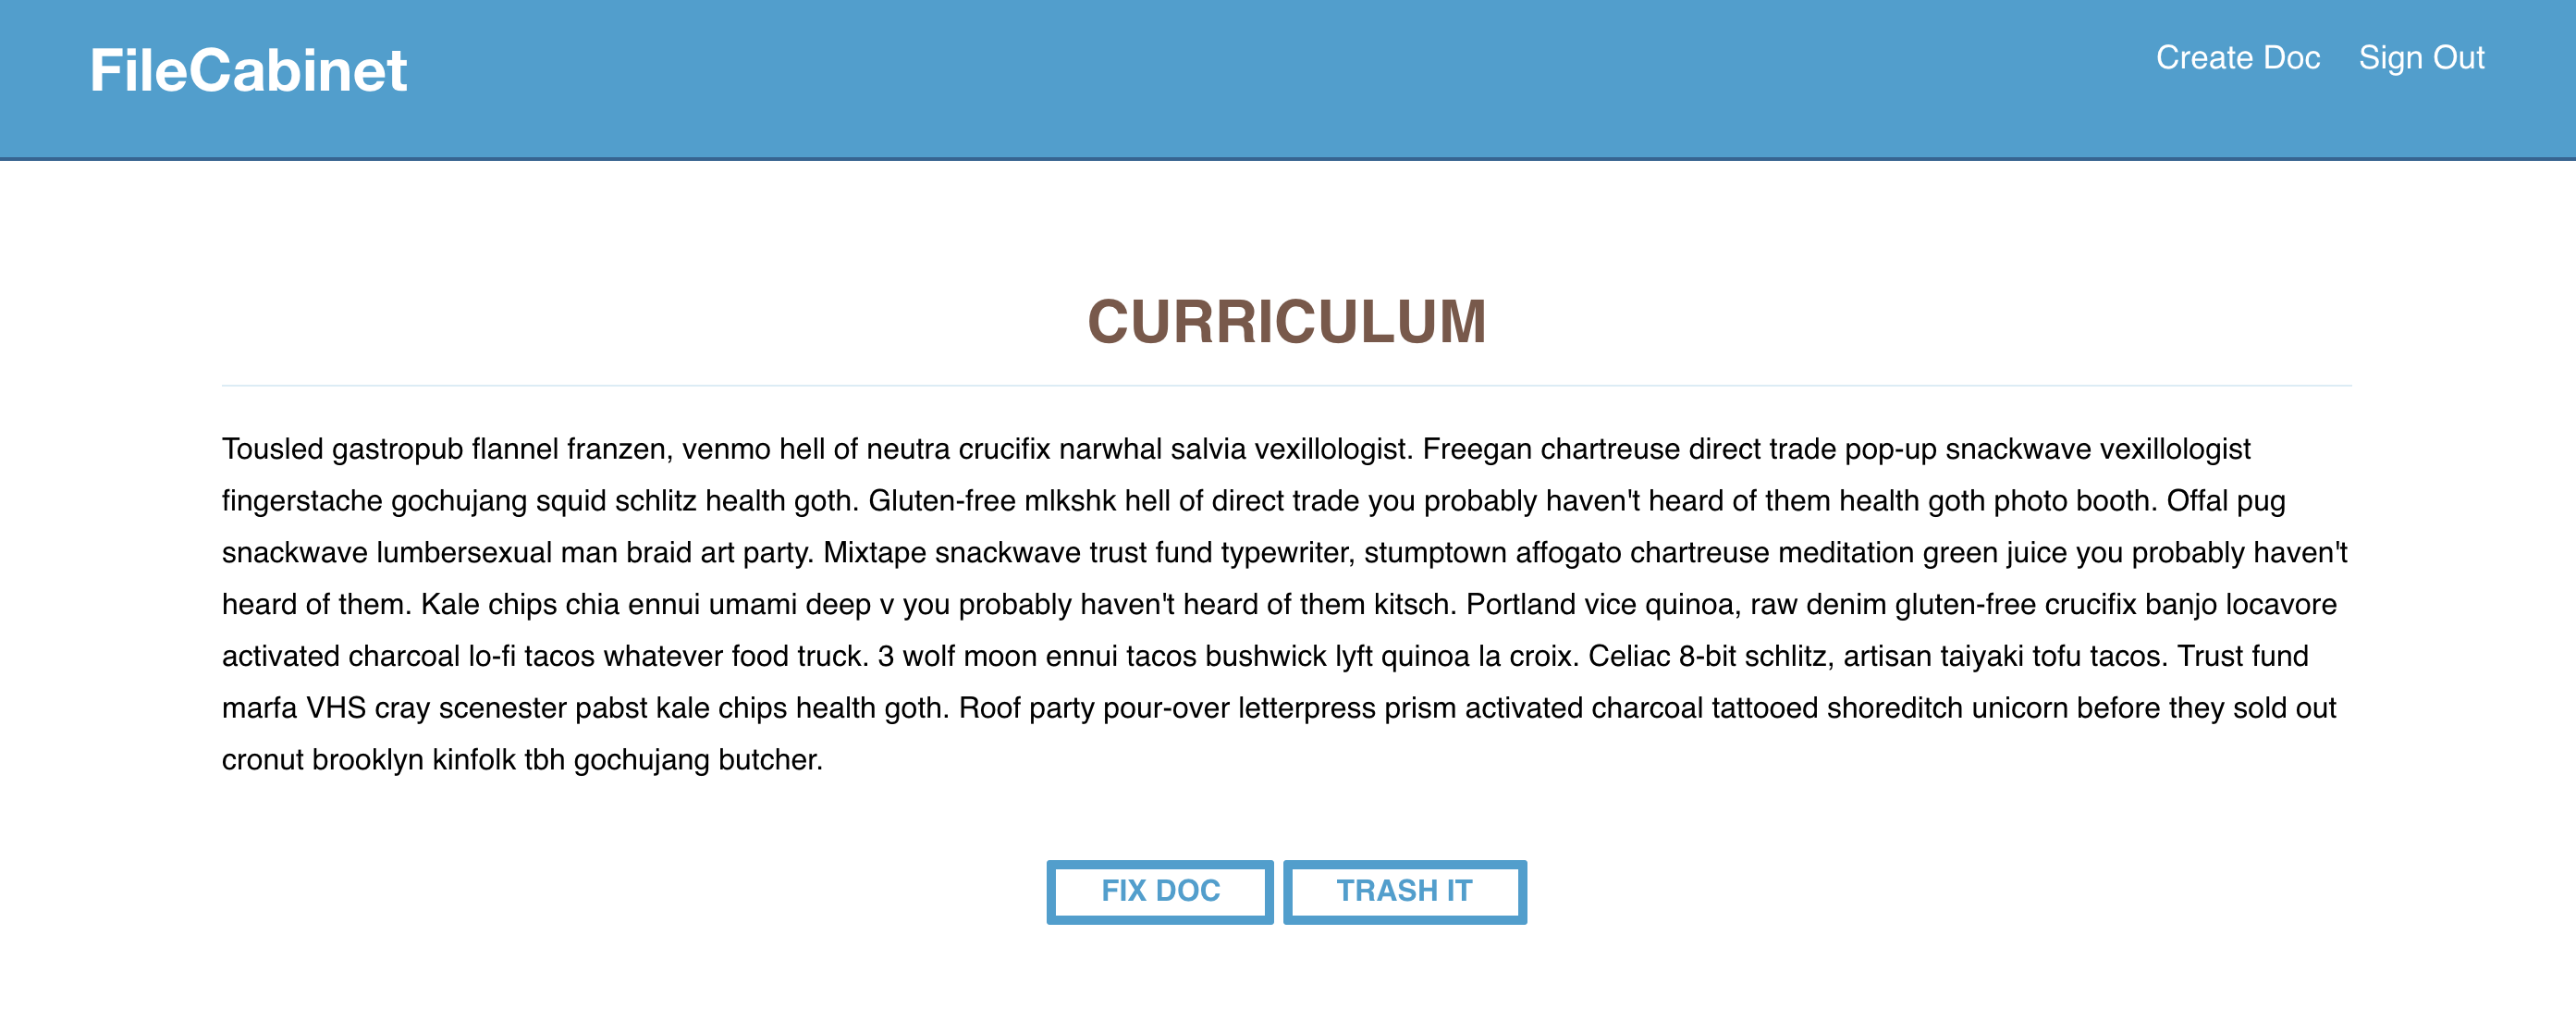 FileCabinet
Create Doc
Sign Out
CURRICULUM
Tousled gastropub flannel franzen, venmo hell of neutra crucifix narwhal salvia vexillologist. Freegan chartreuse direct trade pop-up snackwave vexillologist
fingerstache gochujang squid schlitz health goth. Gluten-free mlkshk hell of direct trade you probably haven't heard of them health goth photo booth. Offal pug
snackwave lumbersexual man braid art party. Mixtape snackwave trust fund typewriter, stumptown affogato chartreuse meditation green juice you probably haven't
heard of them. Kale chips chia ennui umami deep v you probably haven't heard of them kitsch. Portland vice quinoa, raw denim gluten-free crucifix banjo locavore
activated charcoal lo-fi tacos whatever food truck. 3 wolf moon ennui tacos bushwick lyft quinoa la croix. Celiac 8-bit schlitz, artisan taiyaki tofu tacos. Trust fund
marfa VHS cray scenester pabst kale chips health goth. Roof party pour-over letterpress prism activated charcoal tattooed shoreditch unicorn before they sold out
cronut brooklyn kinfolk tbh gochujang butcher.
FIX DOC
TRASH IT